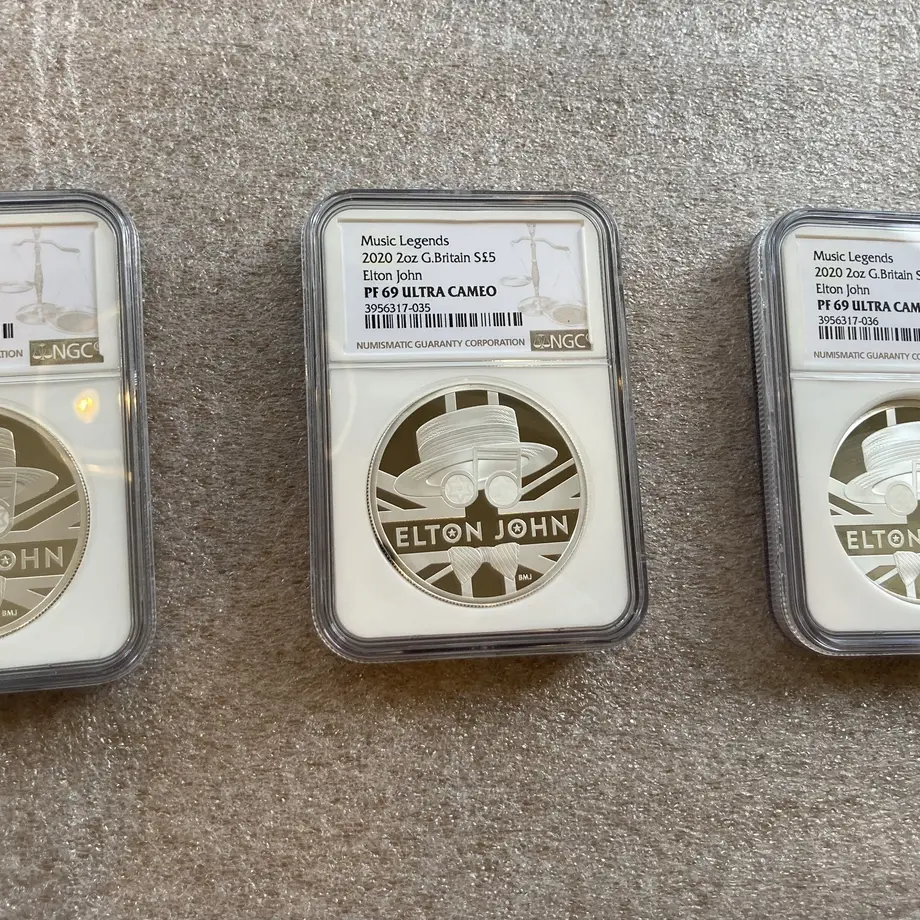 TION
NGC
OHN
BMJ
Music Legends
2020 2oz G.Britain S£5
Elton John
PF 69 ULTRA CAMEO
3956317-035
NUMISMATIC GUARANTY CORPORATION
NGC
ELTON JOHN
BMJ
Music Legends
2020 2oz G.Britain S
Elton John
PF 69 ULTRA CAM
3956317-036
NUMISMATIC GUARANTY CO
ELTON